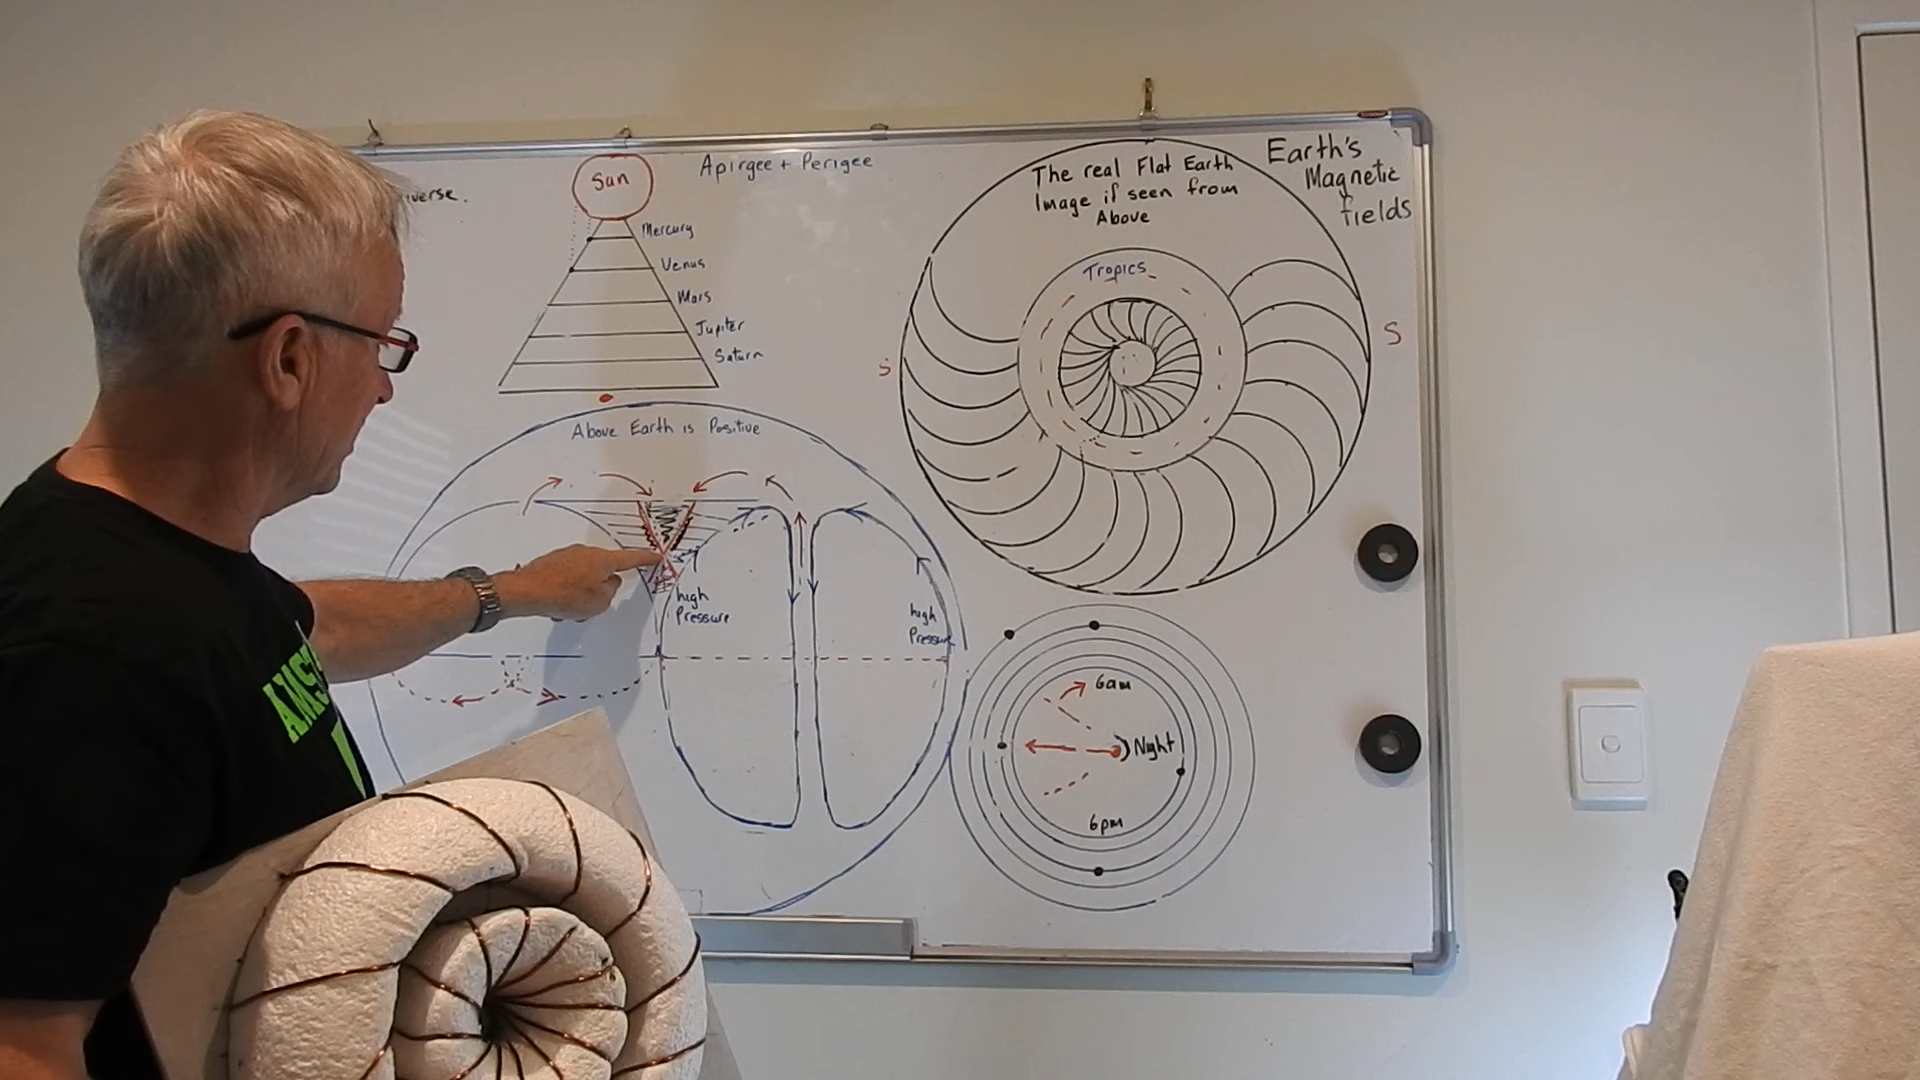 Sun
Apirgee + Perigee
Mercury
Venus
Mars
Jupiter
Saturn
Above Earth is Positive
high
Pressure
high
Pressure
The real Flat Earth
Image if seen from
Above
Tropics
Earth's
Magnetic
fields
S
S
6am
Night
6pm